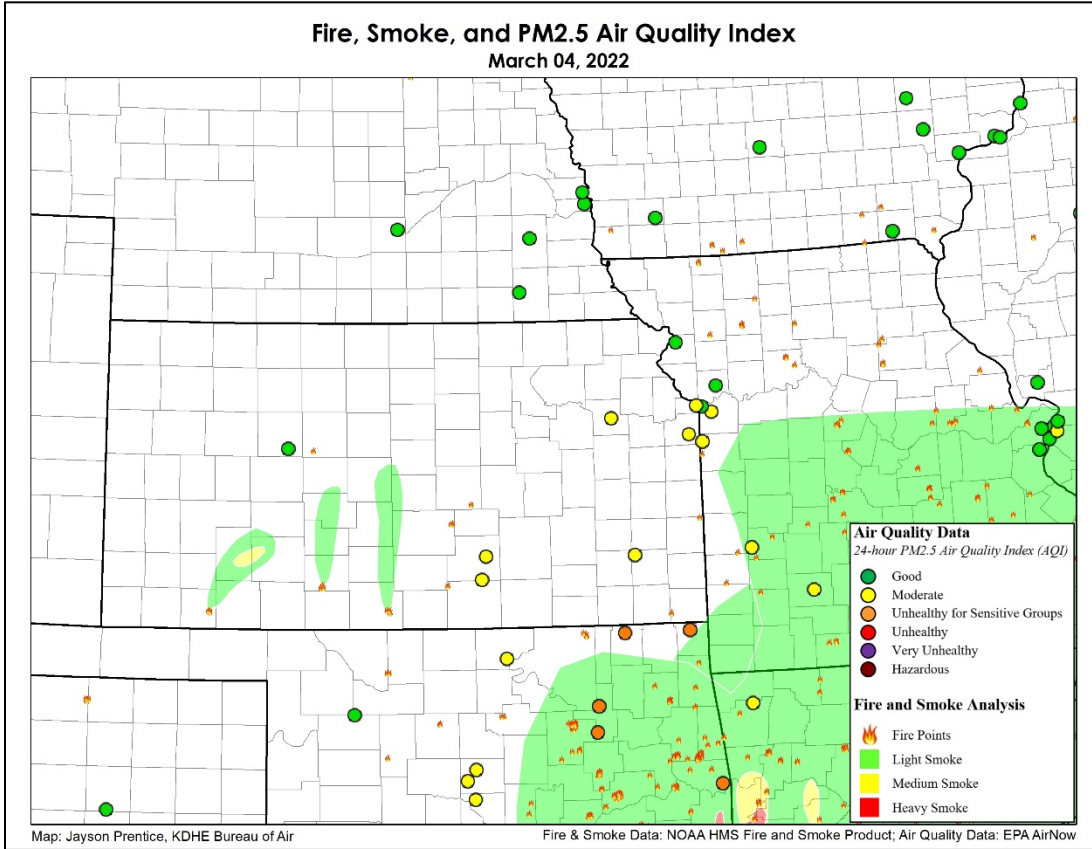 Fire, Smoke, and PM2.5 Air Quality Index
March 04, 2022
Air Quality Data
24-hour PM2.5 Air Quality Index (AQI)
Good
Moderate
Unhealthy for Sensitive Groups
Unhealthy
Very Unhealthy
Hazardous
Fire and Smoke Analysis
Fire Points
Light Smoke
Medium Smoke
Heavy Smoke
Map: Jayson Prentice, KDHE Bureau of Air
Fire & Smoke Data: NOAA HMS Fire and Smoke Product; Air Quality Data: EPA AirNow